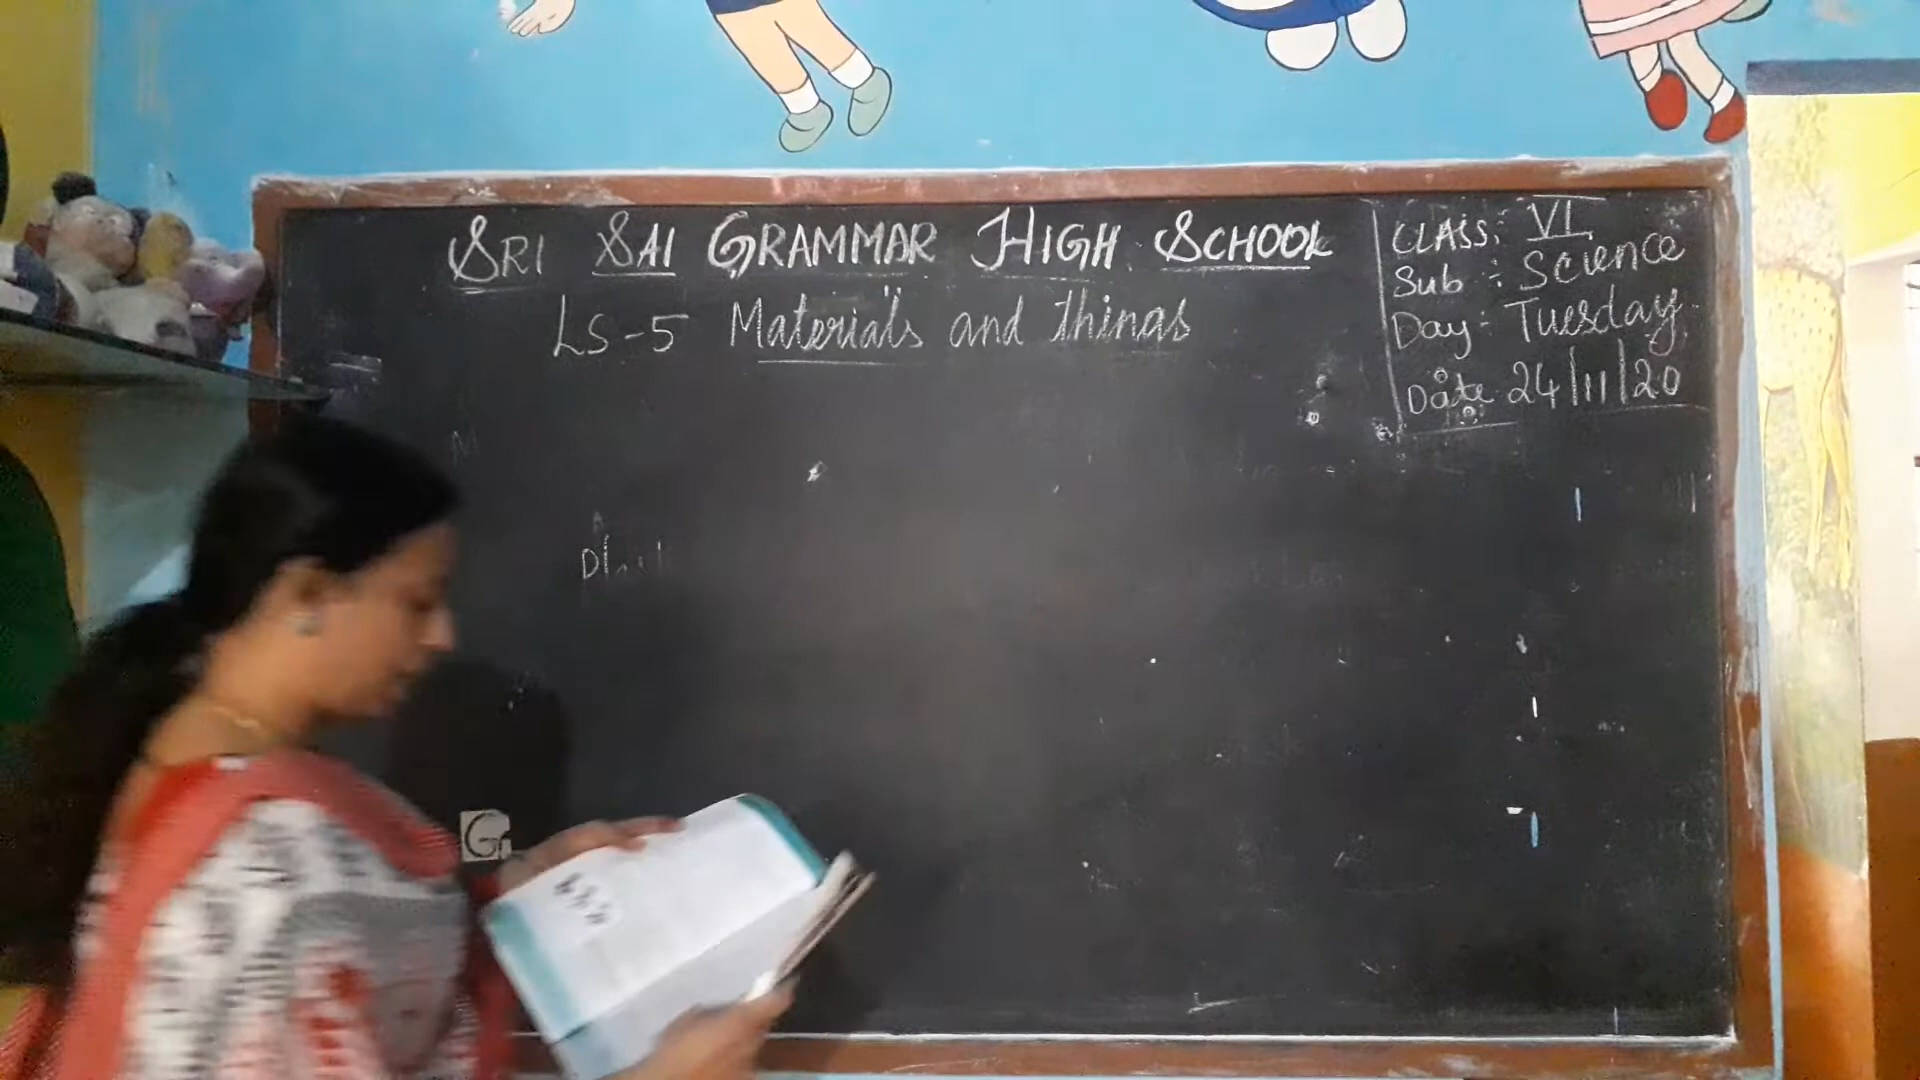 SRI SAI GRAMMAR HIGH SCHOOL
LS-5 Materials and things
CLASS: VI
Sub: Science
Day: Tuesday
Date 24/11/20